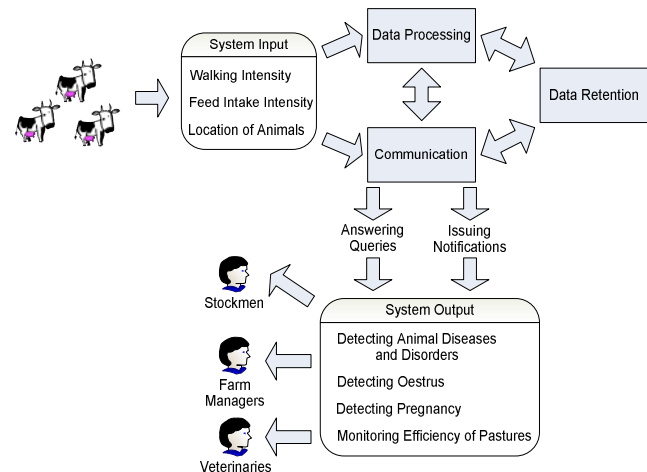 System Input
Walking Intensity
Feed Intake Intensity
Location of Animals
Data Processing
Data Retention
Communication
Answering
Queries
Issuing
Notifications
Stockmen
Farm
Managers
Veterinaries
System Output
Detecting Animal Diseases
and Disorders
Detecting Oestrus
Detecting Pregnancy
Monitoring Efficiency of Pastures